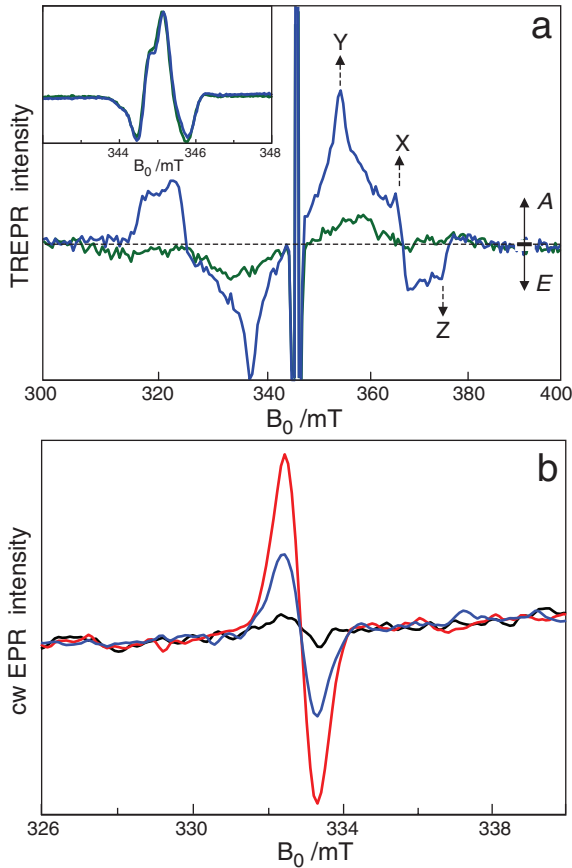 a
344 346 348
B₀ /mT
Y
X
A
E
Z
TREPR intensity
300 320 340 360 380 400
B₀ /mT
b
cw EPR intensity
326 330 334 338
B₀ /mT